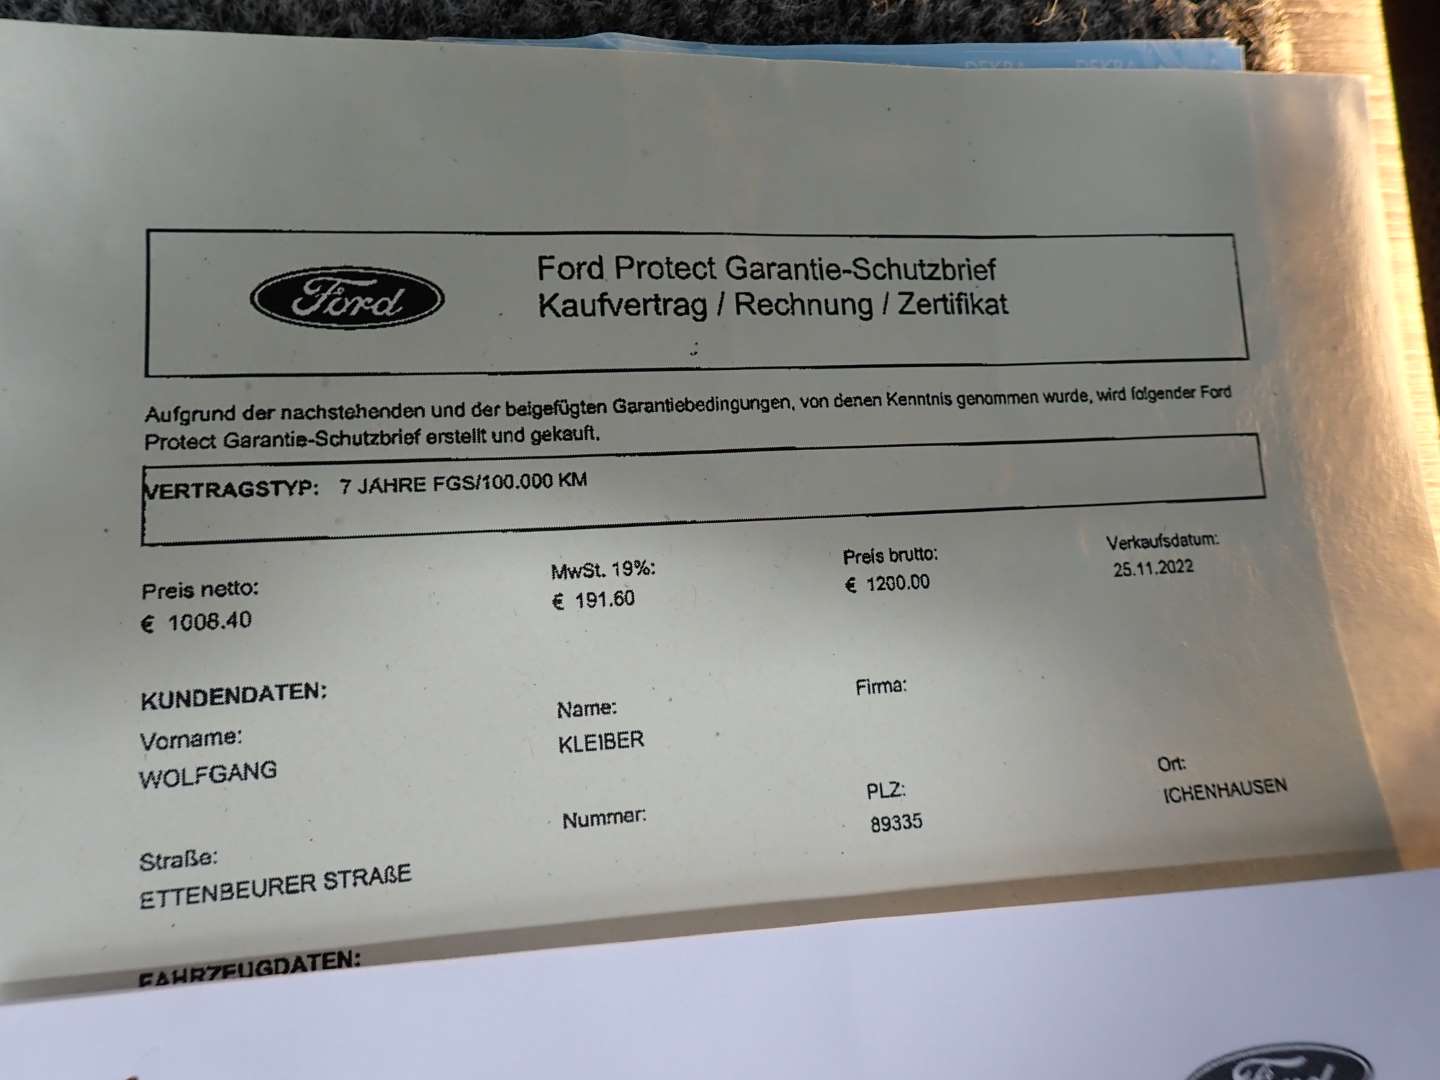 DEKRA DEKRA
Ford
Ford Protect Garantie-Schutzbrief
Kaufvertrag / Rechnung / Zertifikat
Aufgrund der nachstehenden und der beigefügten Garantiebedingungen, von denen Kenntnis genommen wurde, wird folgender Ford
Protect Garantie-Schutzbrief erstellt und gekauft.
VERTRAGSTYP: 7 JAHRE FGS/100.000 KM
Preis netto: MwSt. 19%: Preis brutto: Verkaufsdatum:
€ 1008.40 € 191.60 € 1200.00 25.11.2022
KUNDENDATEN:
Vorname: Name: Firma:
WOLFGANG KLEIBER
Straße: Nummer: PLZ: Ort:
ETTENBEURER STRAßE 89335 ICHENHAUSEN
FAHRZEUGDATEN:
Ford